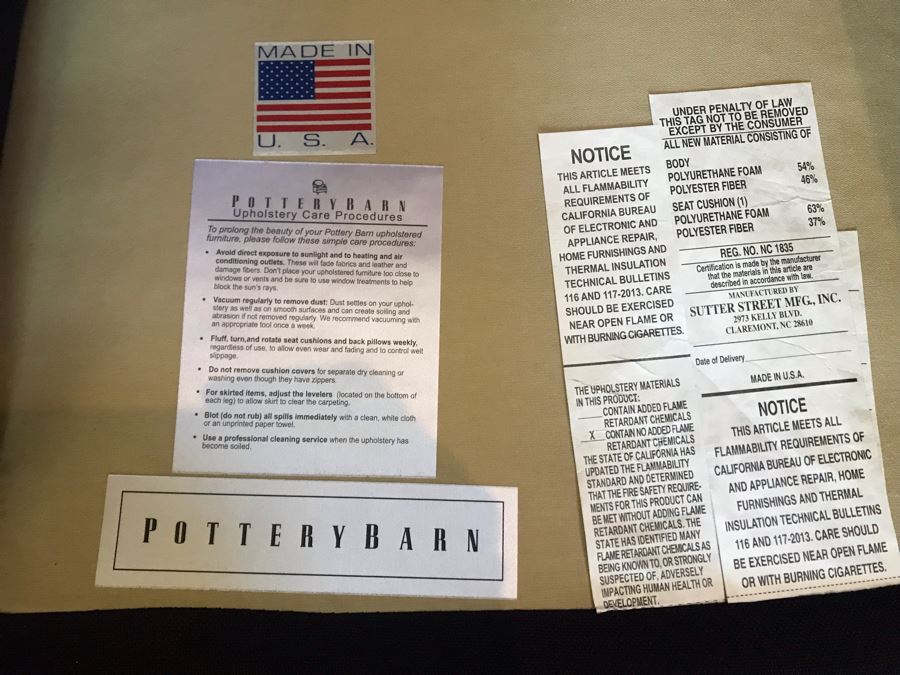 MADE IN
U. S. A.
POTTERY BARN
Upholstery Care Procedures
To prolong the beauty of your Pottery Barn upholstered
furniture, please follow these simple care procedures:
• Avoid direct exposure to sunlight and to heating and air
conditioning outlets. These will fade fabrics and leather and
damage fibers. Don't place your upholstered furniture too close to
windows or vents and be sure to use window treatments to help
block the sun's rays.
• Vacuum regularly to remove dust: Dust settles on your uphol-
stery as well as on smooth surfaces and can create soiling and
abrasion if not removed regularly. We recommend vacuuming with
an appropriate tool once a week.
• Fluff, turn,and rotate seat cushions and back pillows weekly,
regardless of use, to allow even wear and fading and to control welt
slippage.
• Do not remove cushion covers for separate dry cleaning or
washing even though they have zippers.
• For skirted items, adjust the levelers (located on the bottom of
each leg) to allow skirt to clear the carpeting.
• Blot (do not rub) all spills immediately with a clean, white cloth
or an unprinted paper towel.
• Use a professional cleaning service when the upholstery has
become soiled.
POTTERY BARN
NOTICE
THIS ARTICLE MEETS
ALL FLAMMABILITY
REQUIREMENTS OF
CALIFORNIA BUREAU
OF ELECTRONIC AND
APPLIANCE REPAIR,
HOME FURNISHINGS AND
THERMAL INSULATION
TECHNICAL BULLETINS
116 AND 117-2013. CARE
SHOULD BE EXERCISED
NEAR OPEN FLAME OR
WITH BURNING CIGARETTES.
THE UPHOLSTERY MATERIALS
IN THIS PRODUCT:
CONTAIN ADDED FLAME
RETARDANT CHEMICALS
X CONTAIN NO ADDED FLAME
RETARDANT CHEMICALS
THE STATE OF CALIFORNIA HAS
UPDATED THE FLAMMABILITY
STANDARD AND DETERMINED
THAT THE FIRE SAFETY REQUIRE-
MENTS FOR THIS PRODUCT CAN
BE MET WITHOUT ADDING FLAME
RETARDANT CHEMICALS. THE
STATE HAS IDENTIFIED MANY
FLAME RETARDANT CHEMICALS AS
BEING KNOWN TO, OR STRONGLY
SUSPECTED OF, ADVERSELY
IMPACTING HUMAN HEALTH OR
DEVELOPMENT.
UNDER PENALTY OF LAW
THIS TAG NOT TO BE REMOVED
EXCEPT BY THE CONSUMER
ALL NEW MATERIAL CONSISTING OF
BODY
POLYURETHANE FOAM 54%
POLYESTER FIBER 46%
SEAT CUSHION (1)
POLYURETHANE FOAM 63%
POLYESTER FIBER 37%
REG. NO. NC 1835
Certification is made by the manufacturer
that the materials in this article are
described in accordance with law.
MANUFACTURED BY
SUTTER STREET MFG., INC.
2973 KELLY BLVD.
CLAREMONT, NC 28610
Date of Delivery
MADE IN U.S.A.
NOTICE
THIS ARTICLE MEETS ALL
FLAMMABILITY REQUIREMENTS OF
CALIFORNIA BUREAU OF ELECTRONIC
AND APPLIANCE REPAIR, HOME
FURNISHINGS AND THERMAL
INSULATION TECHNICAL BULLETINS
116 AND 117-2013. CARE SHOULD
BE EXERCISED NEAR OPEN FLAME
OR WITH BURNING CIGARETTES.